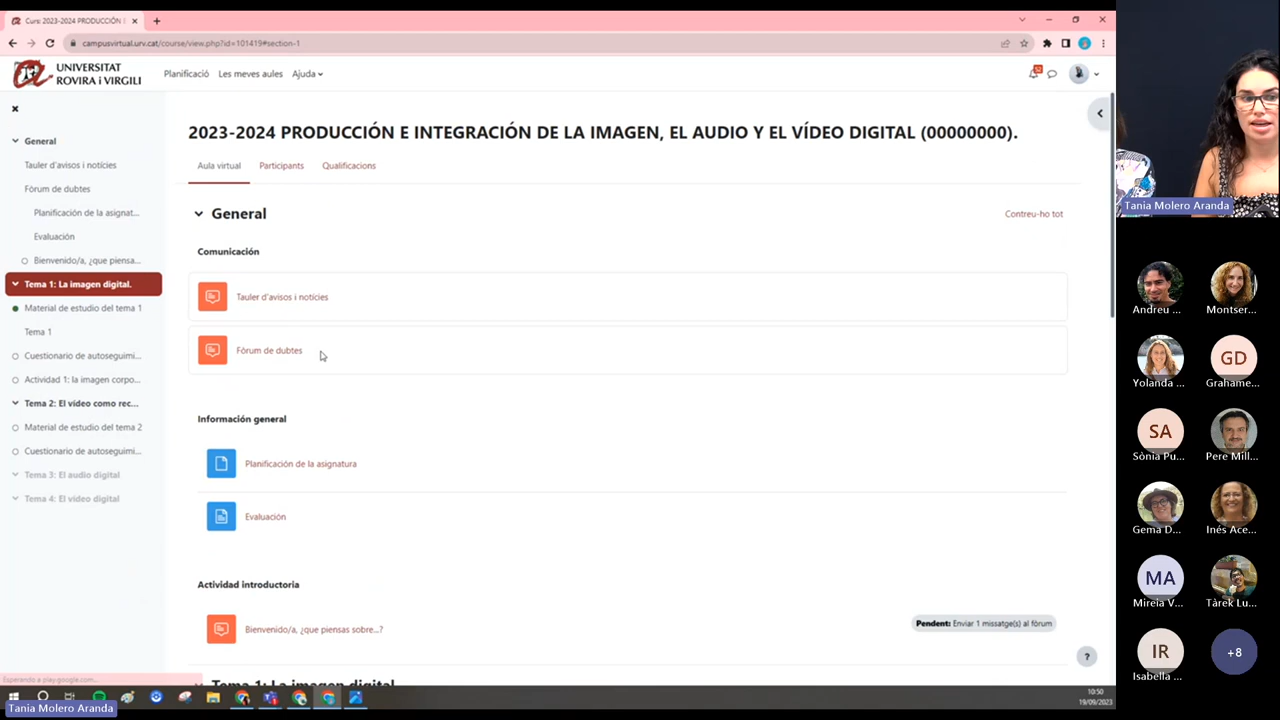 Curs: 2023-2024 PRODUCCIÓN E I
campusvirtual.urv.cat/course/view.php?id=101419#section-1
UNIVERSITAT
ROVIRA i VIRGILI
Planificació
Les meves aules
Ajuda
General
Tauler d'avisos i notícies
Fòrum de dubtes
Planificación de la asignat...
Evaluación
Bienvenido/a, ¿que piensa...
Tema 1: La imagen digital.
Material de estudio del tema 1
Tema 1
Cuestionario de autoseguimi...
Actividad 1: la imagen corpo...
Tema 2: El vídeo como rec...
Material de estudio del tema 2
Cuestionario de autoseguimi...
Tema 3: El audio digital
Tema 4: El vídeo digital
2023-2024 PRODUCCIÓN E INTEGRACIÓN DE LA IMAGEN, EL AUDIO Y EL VÍDEO DIGITAL (00000000).
Aula virtual
Participants
Qualificacions
General
Contreu-ho tot
Comunicación
Tauler d'avisos i notícies
Fòrum de dubtes
Información general
Planificación de la asignatura
Evaluación
Actividad introductoria
Bienvenido/a, ¿que piensas sobre...?
Pendent: Enviar 1 missatge(s) al fòrum
?
Tema 1: La imagen digital
Esperando a play.google.com...
10:50
19/09/2023
Tania Molero Aranda
Tania Molero Aranda
Andreu ...
Montser...
Yolanda ...
GD
Grahame...
SA
Sònia Pu...
Pere Mill...
Gema D...
Inés Ace...
MA
Mireia V...
Tàrek Lu...
IR
Isabella ...
+8